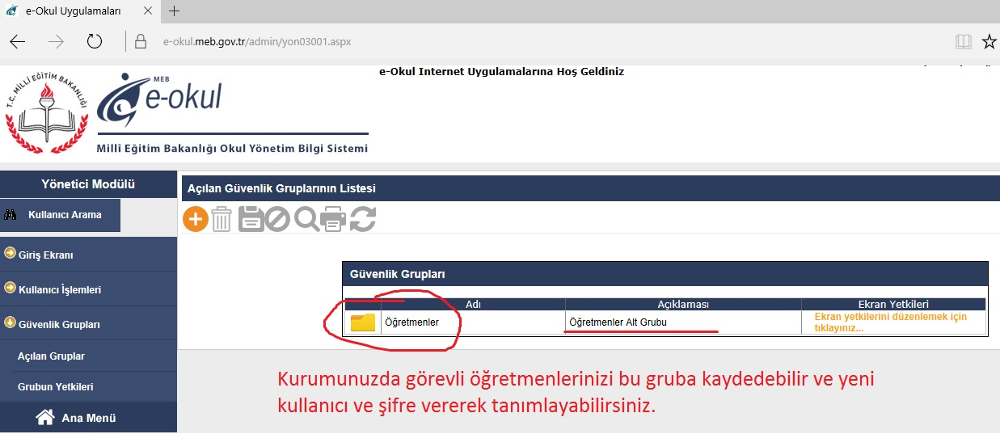 e-Okul Uygulamaları
e-okul.meb.gov.tr/admin/yon03001.aspx
e-Okul Internet Uygulamalarına Hoş Geldiniz
T.C. MİLLÎ EĞİTİM BAKANLIĞI
MEB
e-okul
Millî Eğitim Bakanlığı Okul Yönetim Bilgi Sistemi
Yönetici Modülü
Kullanıcı Arama
Giriş Ekranı
Kullanıcı İşlemleri
Güvenlik Grupları
Açılan Gruplar
Grubun Yetkileri
Ana Menü
Açılan Güvenlik Gruplarının Listesi
Güvenlik Grupları
Adı Açıklaması Ekran Yetkileri
Öğretmenler Öğretmenler Alt Grubu Ekran yetkilerini düzenlemek için
tıklayınız...
Kurumunuzda görevli öğretmenlerinizi bu gruba kaydedebilir ve yeni
kullanıcı ve şifre vererek tanımlayabilirsiniz.